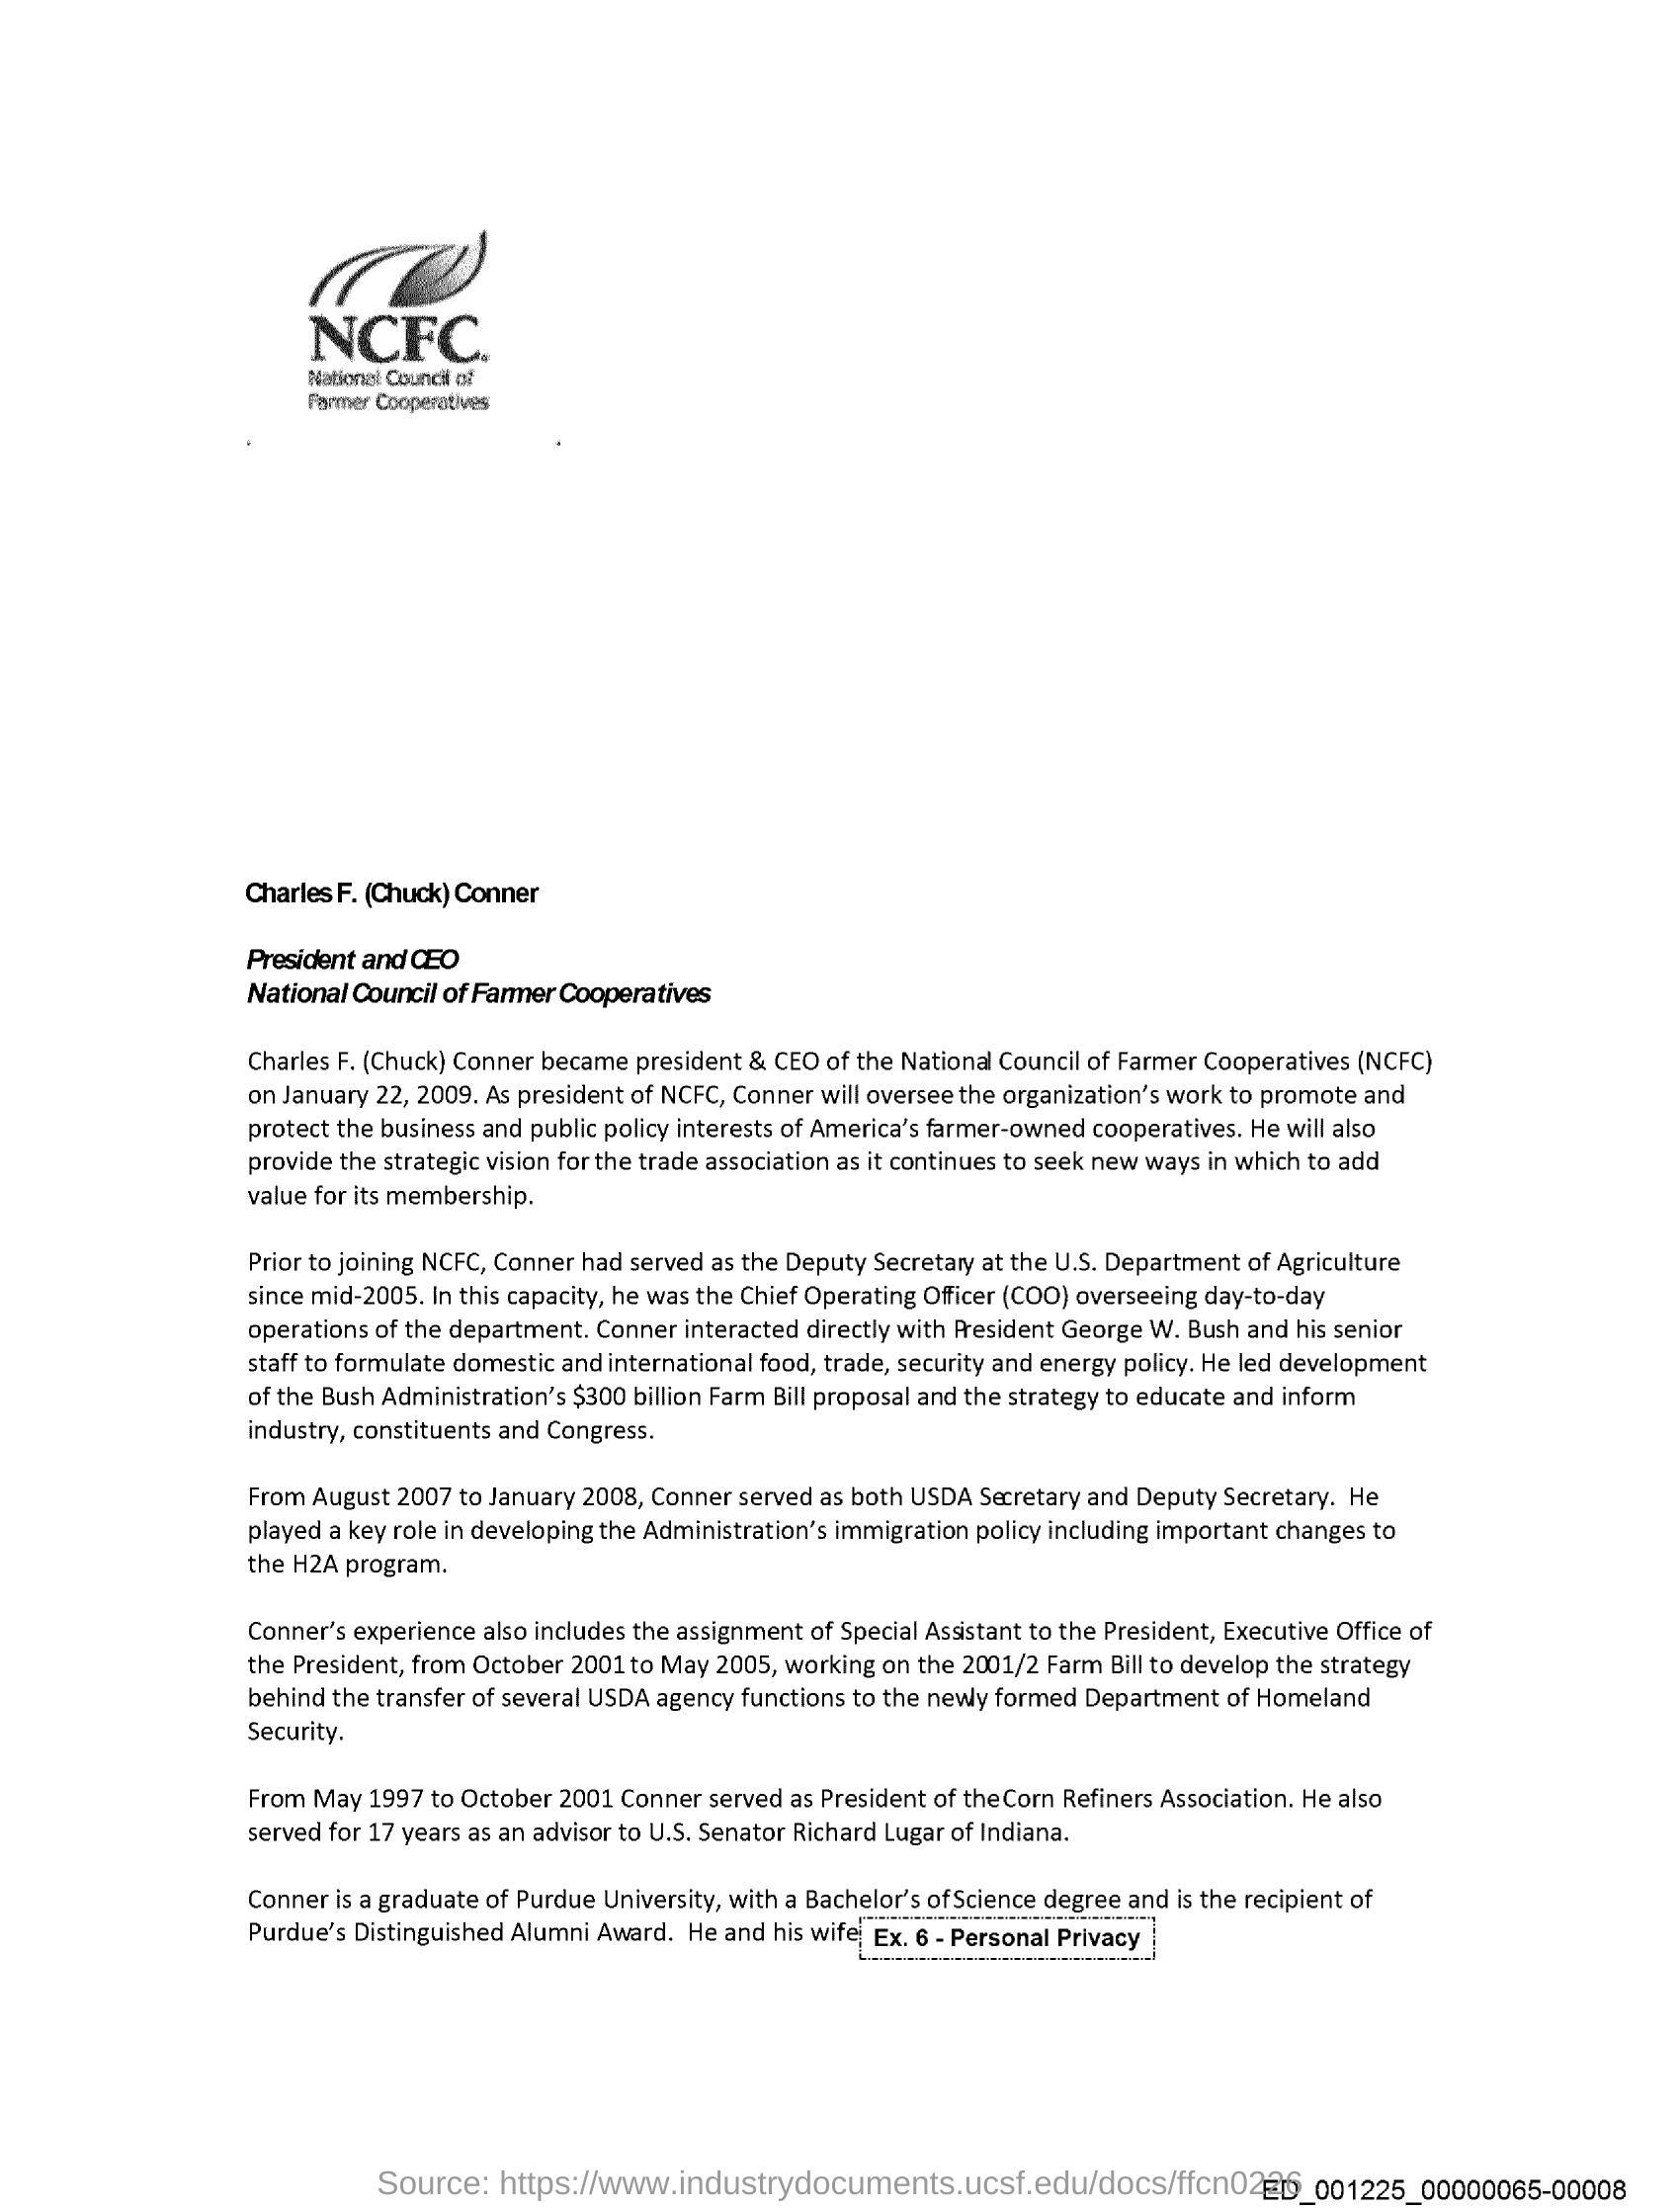 NCFC.
National Council of
Farmer Cooperatives
Charles F. (Chuck) Conner
President and CEO
National Council of Farmer Cooperatives
Charles F. (Chuck) Conner became president & CEO of the National Council of Farmer Cooperatives (NCFC)
on January 22, 2009. As president of NCFC, Conner will oversee the organization's work to promote and
protect the business and public policy interests of America's farmer-owned cooperatives. He will also
provide the strategic vision for the trade association as it continues to seek new ways in which to add
value for its membership.
Prior to joining NCFC, Conner had served as the Deputy Secretary at the U.S. Department of Agriculture
since mid-2005. In this capacity, he was the Chief Operating Officer (COO) overseeing day-to-day
operations of the department. Conner interacted directly with President George W. Bush and his senior
staff to formulate domestic and international food, trade, security and energy policy. He led development
of the Bush Administration's $300 billion Farm Bill proposal and the strategy to educate and inform
industry, constituents and Congress.
From August 2007 to January 2008, Conner served as both USDA Secretary and Deputy Secretary. He
played a key role in developing the Administration's immigration policy including important changes to
the H2A program.
Conner's experience also includes the assignment of Special Assistant to the President, Executive Office of
the President, from October 2001 to May 2005, working on the 2001/2 Farm Bill to develop the strategy
behind the transfer of several USDA agency functions to the newly formed Department of Homeland
Security.
From May 1997 to October 2001 Conner served as President of the Corn Refiners Association. He also
served for 17 years as an advisor to U.S. Senator Richard Lugar of Indiana.
Conner is a graduate of Purdue University, with a Bachelor's of Science degree and is the recipient of
Purdue's Distinguished Alumni Award. He and his wife Ex. 6 - Personal Privacy
Source: https://www.industrydocuments.ucsf.edu/docs/ffcn0226
ED_001225_00000065-00008